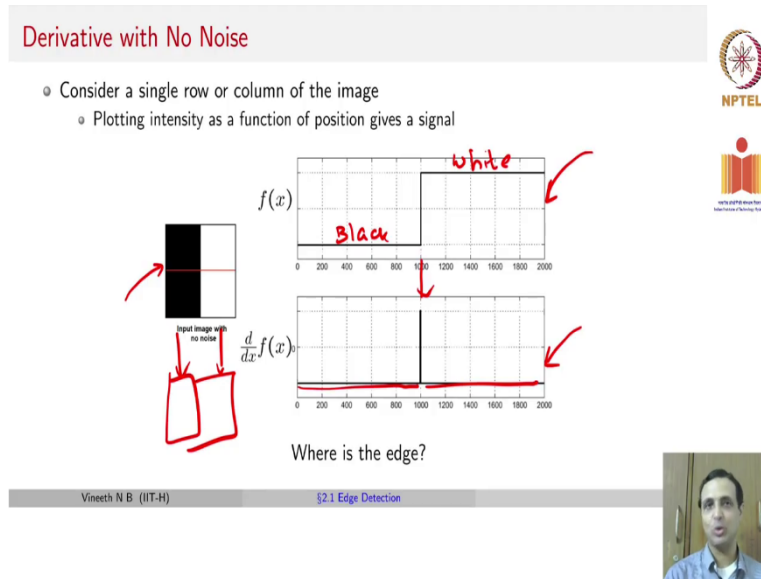 Derivative with No Noise
Consider a single row or column of the image
Plotting intensity as a function of position gives a signal
NPTEL
white
f(x)
Black
0 200 400 600 800 1000 1200 1400 1600 1800 2000
Input image with
no noise
d/dx f(x) 0
0 200 400 600 800 1000 1200 1400 1600 1800 2000
Where is the edge?
Vineeth N B (IIT-H) §2.1 Edge Detection